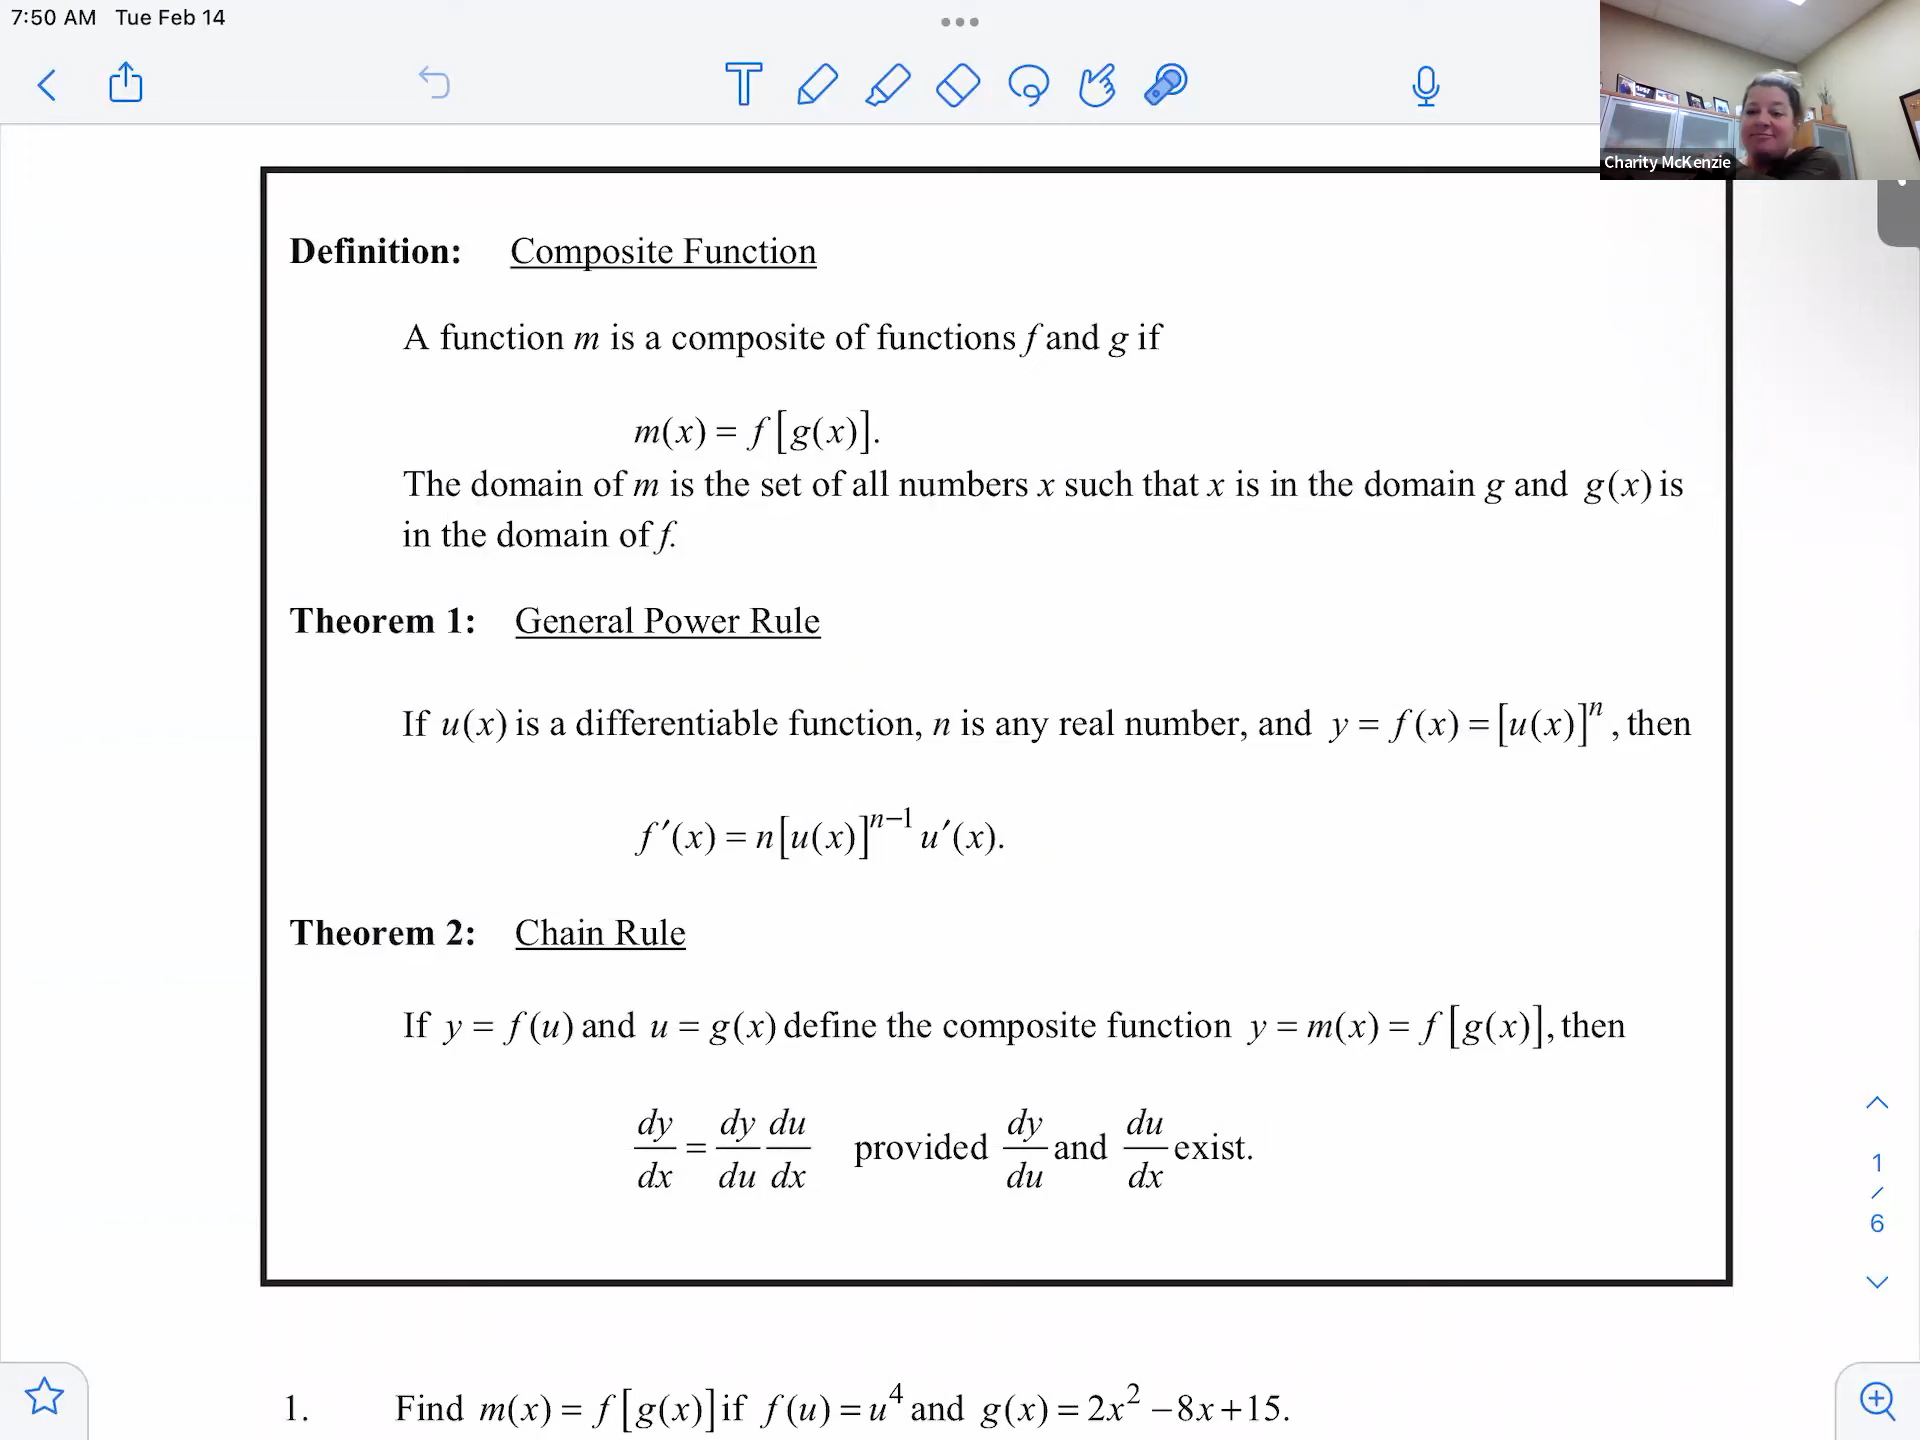 7:50 AM Tue Feb 14
Charity McKenzie
Definition: Composite Function
A function m is a composite of functions f and g if
m(x) = f[g(x)].
The domain of m is the set of all numbers x such that x is in the domain g and g(x) is
in the domain of f.
Theorem 1: General Power Rule
If u(x) is a differentiable function, n is any real number, and y = f(x) = [u(x)]^n, then
f′(x) = n[u(x)]^{n−1} u′(x).
Theorem 2: Chain Rule
If y = f(u) and u = g(x) define the composite function y = m(x) = f[g(x)], then
dy/dx = dy/du du/dx provided dy/du and du/dx exist.
1
/
6
1. Find m(x) = f[g(x)] if f(u) = u^4 and g(x) = 2x^2 − 8x + 15.